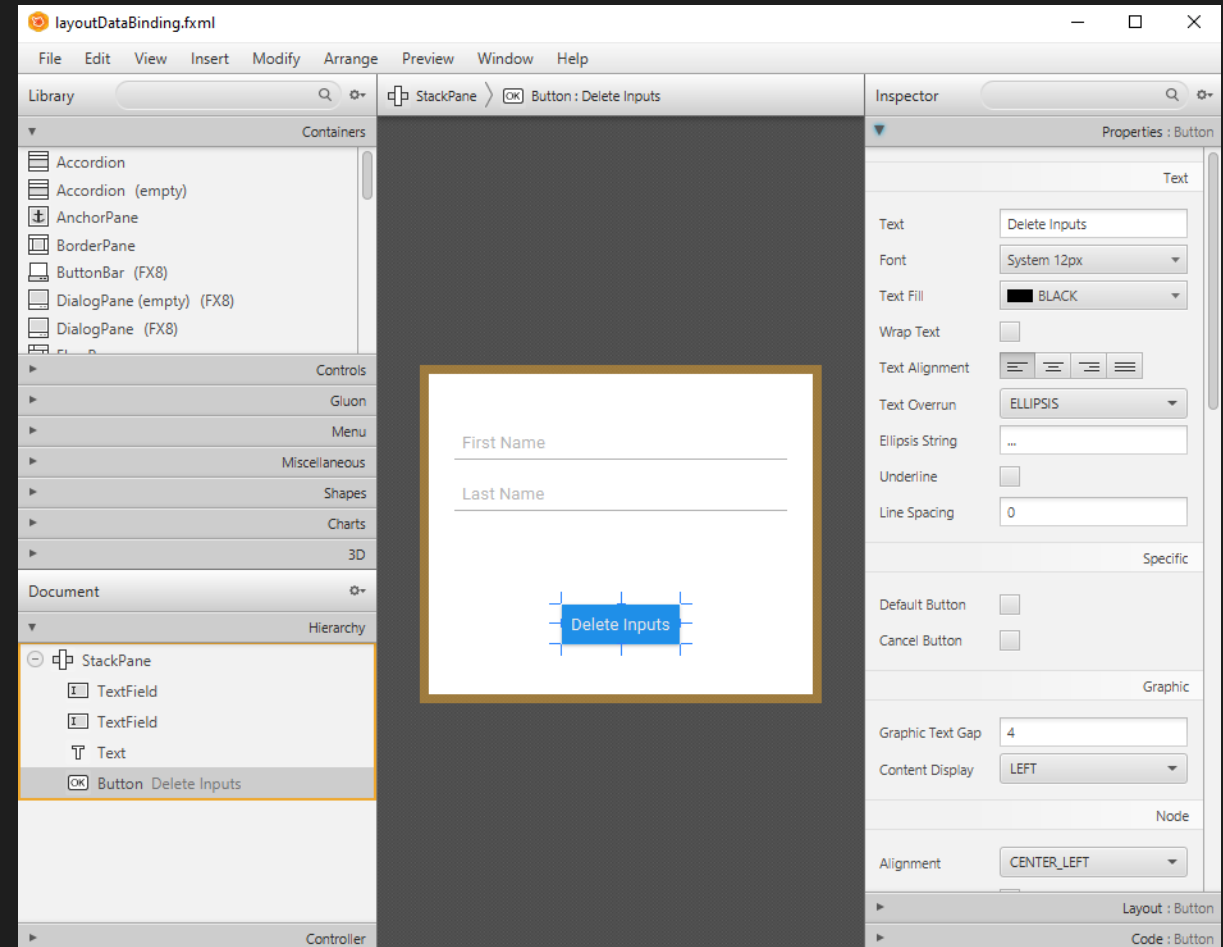 layoutDataBinding.fxml
File Edit View Insert Modify Arrange Preview Window Help
Library
Containers
Accordion
Accordion (empty)
AnchorPane
BorderPane
ButtonBar (FX8)
DialogPane (empty) (FX8)
DialogPane (FX8)
Controls
Gluon
Menu
Miscellaneous
Shapes
Charts
3D
Document
Hierarchy
StackPane
TextField
TextField
T Text
OK Button Delete Inputs
Controller
StackPane OK Button : Delete Inputs
First Name
Last Name
Delete Inputs
Inspector
Properties : Button
Text
Text Delete Inputs
Font System 12px
Text Fill BLACK
Wrap Text
Text Alignment
Text Overrun ELLIPSIS
Ellipsis String ...
Underline
Line Spacing 0
Specific
Default Button
Cancel Button
Graphic
Graphic Text Gap 4
Content Display LEFT
Node
Alignment CENTER_LEFT
Layout : Button
Code : Button